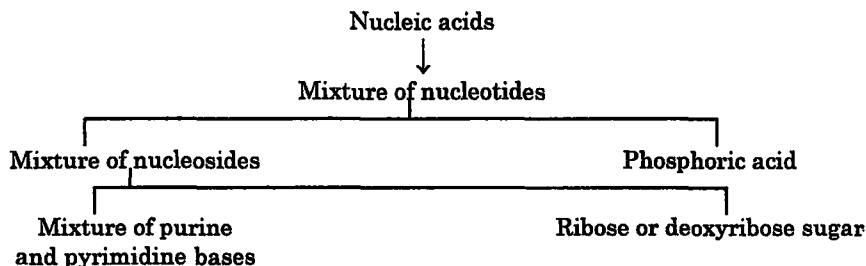 Nucleic acids
Mixture of nucleotides
Mixture of nucleosides
Phosphoric acid
Mixture of purine
and pyrimidine bases
Ribose or deoxyribose sugar